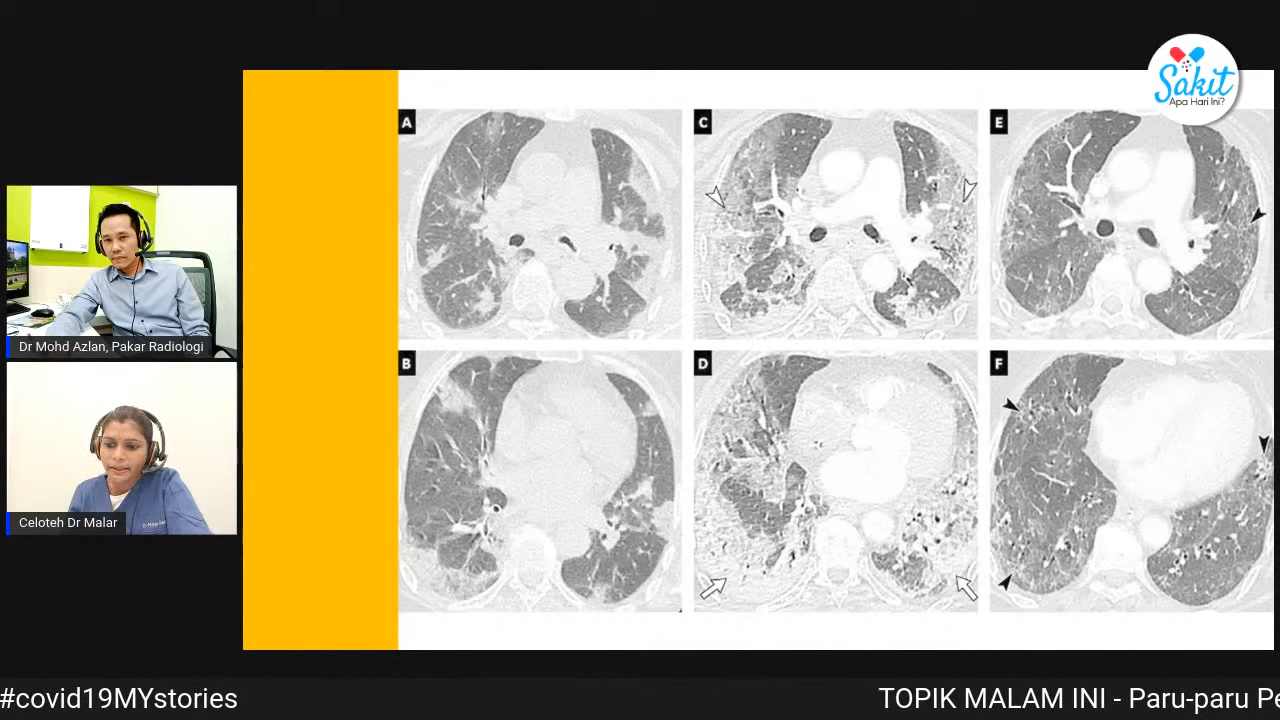 Sakit
Apa Hari Ini?
A
C
E
B
D
F
Dr Mohd Azlan, Pakar Radiologi
Celoteh Dr Malar
#covid19MYstories
TOPIK MALAM INI - Paru-paru Pe